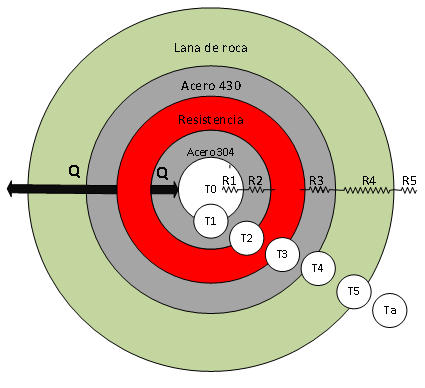 Lana de roca
Acero 430
Resistencia
Acero304
Q
Q
T0
R1
R2
R3
R4
R5
T1
T2
T3
T4
T5
Ta